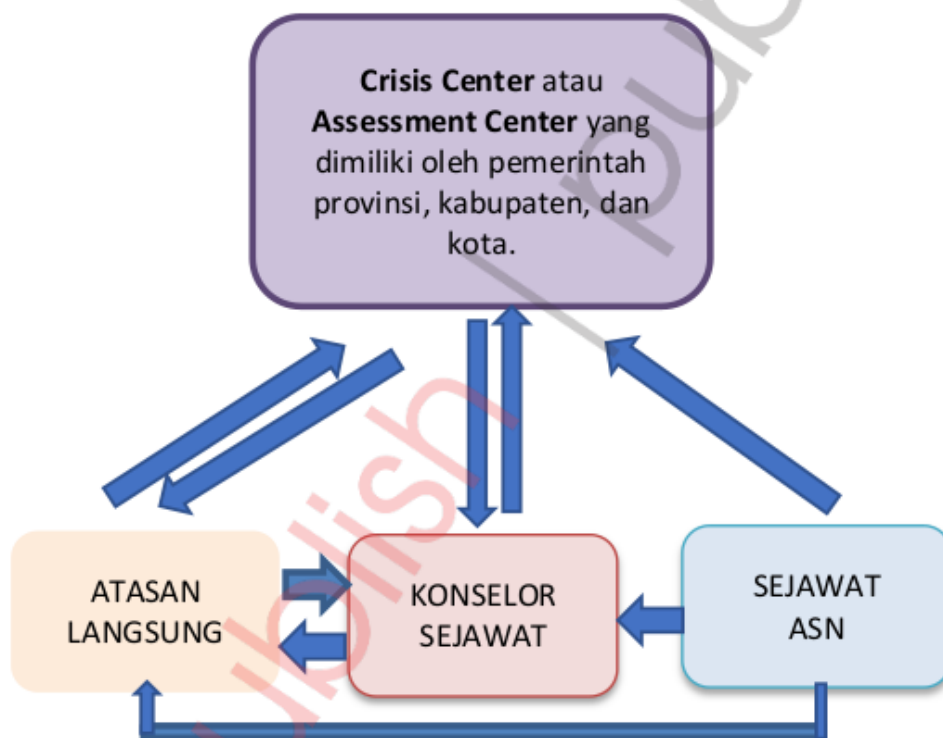 Crisis Center atau
Assessment Center yang
dimiliki oleh pemerintah
provinsi, kabupaten, dan
kota.
ATASAN
LANGSUNG
KONSELOR
SEJAWAT
SEJAWAT
ASN